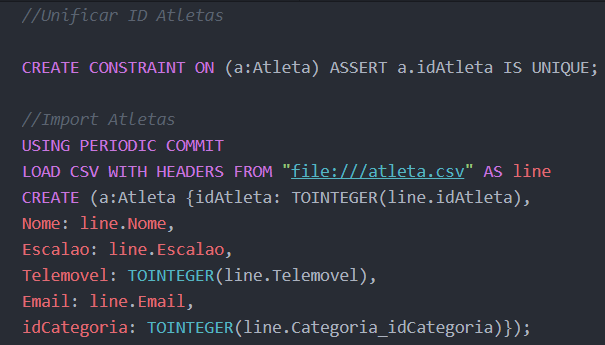 //Unificar ID Atletas
CREATE CONSTRAINT ON (a:Atleta) ASSERT a.idAtleta IS UNIQUE;
//Import Atletas
USING PERIODIC COMMIT
LOAD CSV WITH HEADERS FROM "file:///atleta.csv" AS line
CREATE (a:Atleta {idAtleta: TOINTEGER(line.idAtleta),
Nome: line.Nome,
Escalao: line.Escalao,
Telemovel: TOINTEGER(line.Telemovel),
Email: line.Email,
idCategoria: TOINTEGER(line.Categoria_idCategoria)});